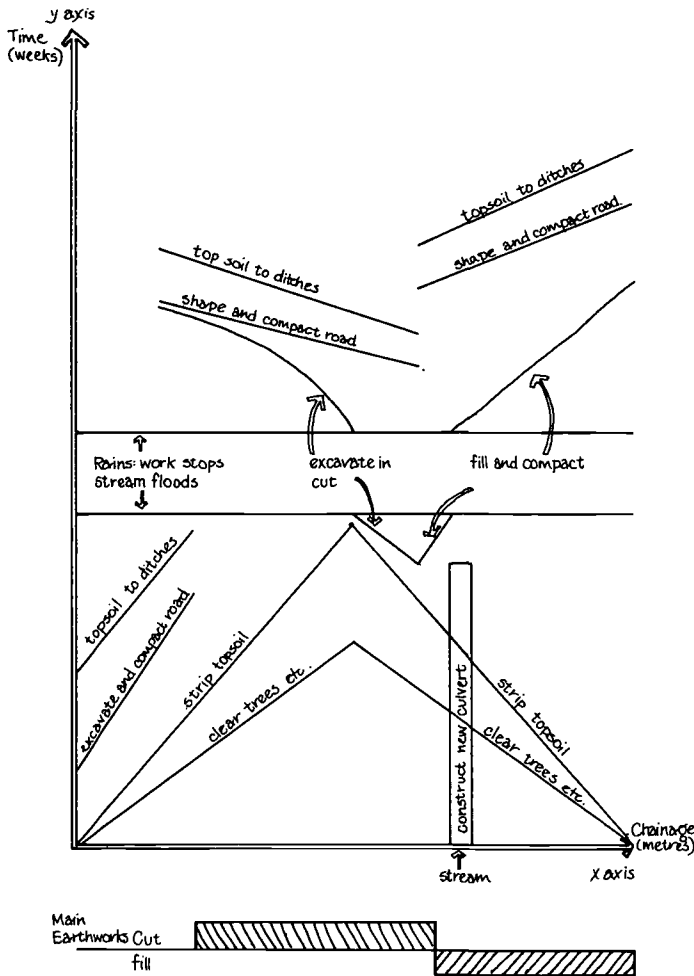 y axis
Time
(weeks)
topsoil to ditches
shape and compact road.
top soil to ditches
shape and compact road
Rains: work stops
stream floods
excavate in
cut
fill and compact
topsoil to ditches
excavate and compact road
strip topsoil
clear trees etc.
construct new culvert
strip topsoil
clear trees etc.
Chainage
(metres)
x axis
stream
Main
Earthworks Cut
fill